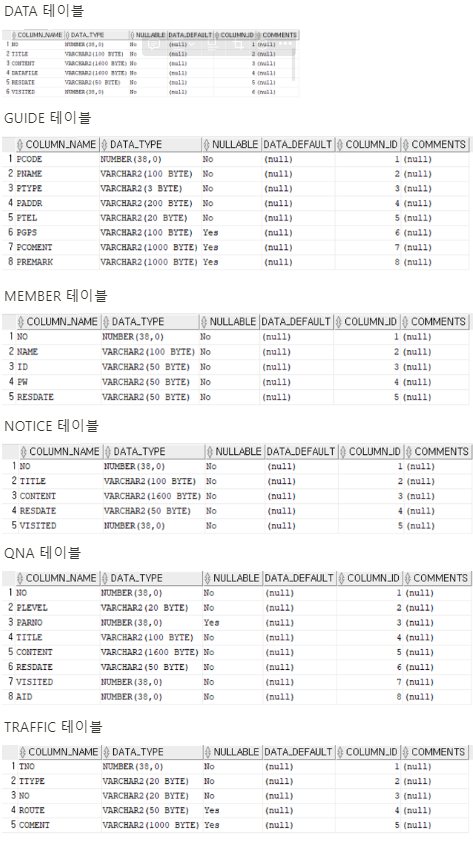 DATA 테이블
COLUMN_NAME DATA_TYPE NULLABLE DATA_DEFAULT COLUMN_ID COMMENTS
1 NO NUMBER(38,0) No (null) 1 (null)
2 TITLE VARCHAR2(100 BYTE) No (null) 2 (null)
3 CONTENT VARCHAR2(1600 BYTE) No (null) 3 (null)
4 DATAFILE VARCHAR2(1600 BYTE) No (null) 4 (null)
5 RESDATE VARCHAR2(50 BYTE) No (null) 5 (null)
6 VISITED NUMBER(38,0) No (null) 6 (null)
GUIDE 테이블
COLUMN_NAME DATA_TYPE NULLABLE DATA_DEFAULT COLUMN_ID COMMENTS
1 PCODE NUMBER(38,0) No (null) 1 (null)
2 PNAME VARCHAR2(100 BYTE) No (null) 2 (null)
3 PTYPE VARCHAR2(3 BYTE) No (null) 3 (null)
4 PADDR VARCHAR2(200 BYTE) No (null) 4 (null)
5 PTEL VARCHAR2(20 BYTE) No (null) 5 (null)
6 PGPS VARCHAR2(100 BYTE) Yes (null) 6 (null)
7 PCOMENT VARCHAR2(1000 BYTE) Yes (null) 7 (null)
8 PREMARK VARCHAR2(1000 BYTE) Yes (null) 8 (null)
MEMBER 테이블
COLUMN_NAME DATA_TYPE NULLABLE DATA_DEFAULT COLUMN_ID COMMENTS
1 NO NUMBER(38,0) No (null) 1 (null)
2 NAME VARCHAR2(100 BYTE) No (null) 2 (null)
3 ID VARCHAR2(50 BYTE) No (null) 3 (null)
4 PW VARCHAR2(50 BYTE) No (null) 4 (null)
5 RESDATE VARCHAR2(50 BYTE) No (null) 5 (null)
NOTICE 테이블
COLUMN_NAME DATA_TYPE NULLABLE DATA_DEFAULT COLUMN_ID COMMENTS
1 NO NUMBER(38,0) No (null) 1 (null)
2 TITLE VARCHAR2(100 BYTE) No (null) 2 (null)
3 CONTENT VARCHAR2(1600 BYTE) No (null) 3 (null)
4 RESDATE VARCHAR2(50 BYTE) No (null) 4 (null)
5 VISITED NUMBER(38,0) No (null) 5 (null)
QNA 테이블
COLUMN_NAME DATA_TYPE NULLABLE DATA_DEFAULT COLUMN_ID COMMENTS
1 NO NUMBER(38,0) No (null) 1 (null)
2 PLEVEL VARCHAR2(20 BYTE) No (null) 2 (null)
3 PARNO NUMBER(38,0) Yes (null) 3 (null)
4 TITLE VARCHAR2(100 BYTE) No (null) 4 (null)
5 CONTENT VARCHAR2(1600 BYTE) No (null) 5 (null)
6 RESDATE VARCHAR2(50 BYTE) No (null) 6 (null)
7 VISITED NUMBER(38,0) No (null) 7 (null)
8 AID NUMBER(38,0) No (null) 8 (null)
TRAFFIC 테이블
COLUMN_NAME DATA_TYPE NULLABLE DATA_DEFAULT COLUMN_ID COMMENTS
1 TNO NUMBER(38,0) No (null) 1 (null)
2 TTYPE VARCHAR2(20 BYTE) No (null) 2 (null)
3 NO VARCHAR2(20 BYTE) No (null) 3 (null)
4 ROUTE VARCHAR2(50 BYTE) Yes (null) 4 (null)
5 COMENT VARCHAR2(1000 BYTE) Yes (null) 5 (null)